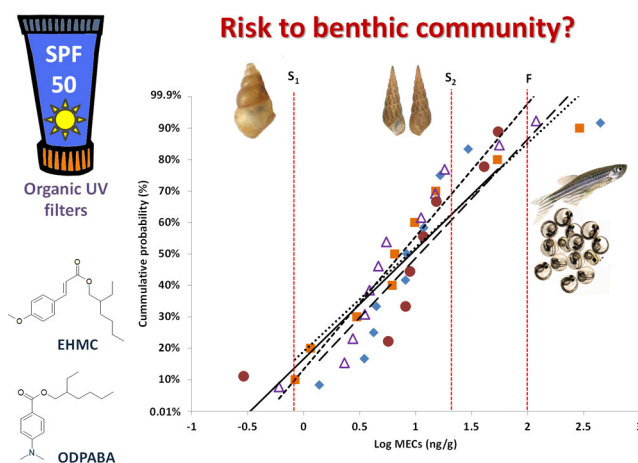 Risk to benthic community?
SPF
50
Organic UV
filters
O
O
O
EHMC
O
O
N
ODPABA
S1
S2
F
Cummulative probability (%)
99.9%
90%
80%
70%
60%
50%
40%
30%
20%
10%
0.01%
-1
-0.5
0
0.5
1
1.5
2
2.5
3
Log MECs (ng/g)